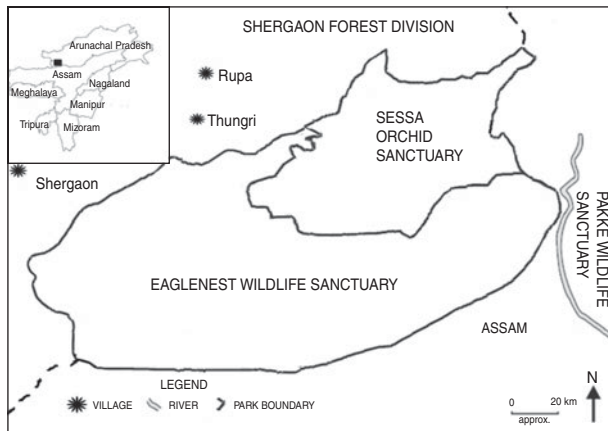 SHERGAON FOREST DIVISION
Arunachal Pradesh
Assam
Nagaland
Meghalaya
Manipur
Tripura
Mizoram
Rupa
Thungri
Shergaon
SESSA
ORCHID
SANCTUARY
PAKKE WILDLIFE
SANCTUARY
EAGLENEST WILDLIFE SANCTUARY
ASSAM
LEGEND
VILLAGE
RIVER
PARK BOUNDARY
0 20 km
approx.
N